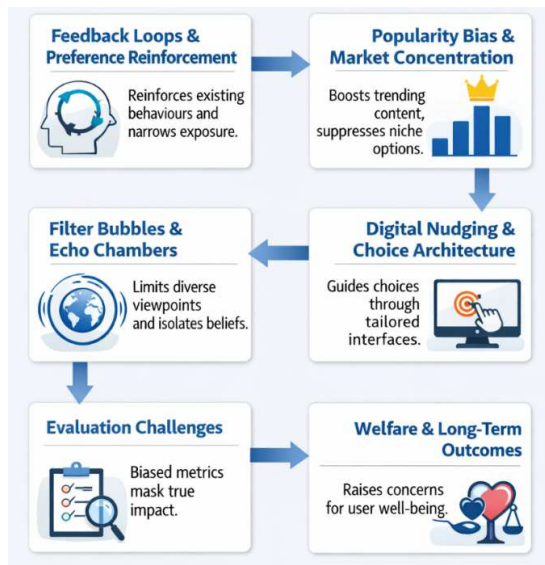 Feedback Loops &
Preference Reinforcement
Reinforces existing
behaviours and
narrows exposure.
Popularity Bias &
Market Concentration
Boosts trending
content,
suppresses niche
options.
Digital Nudging &
Choice Architecture
Guides choices
through
tailored
interfaces.
Filter Bubbles &
Echo Chambers
Limits diverse
viewpoints
and isolates beliefs.
Evaluation Challenges
Biased metrics
mask true
impact.
Welfare & Long-Term
Outcomes
Raises concerns
for user well-being.